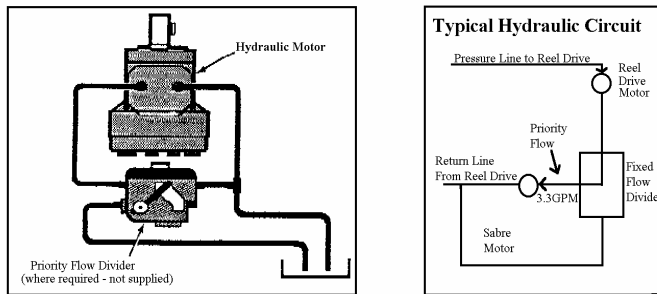 Hydraulic Motor
Priority Flow Divider
(where required - not supplied)
Typical Hydraulic Circuit
Pressure Line to Reel Drive
Reel
Drive
Motor
Priority
Flow
Return Line
From Reel Drive
3.3GPM
Fixed
Flow
Divide
Sabre
Motor